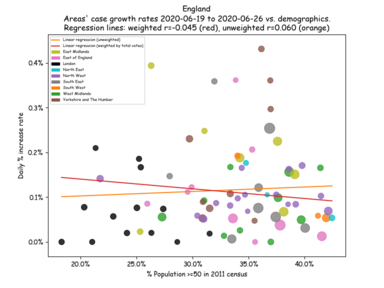 England
Areas' case growth rates 2020-06-19 to 2020-06-26 vs. demographics.
Regression lines: weighted r=-0.045 (red), unweighted r=0.060 (orange)
Linear regression (unweighted)
Linear regression (weighted by total votes)
East Midlands
East of England
London
North East
North West
South East
South West
West Midlands
Yorkshire and The Humber
0.4%
0.3%
0.2%
0.1%
0.0%
Daily % increase rate
20.0%
25.0%
30.0%
35.0%
40.0%
% Population >=50 in 2011 census